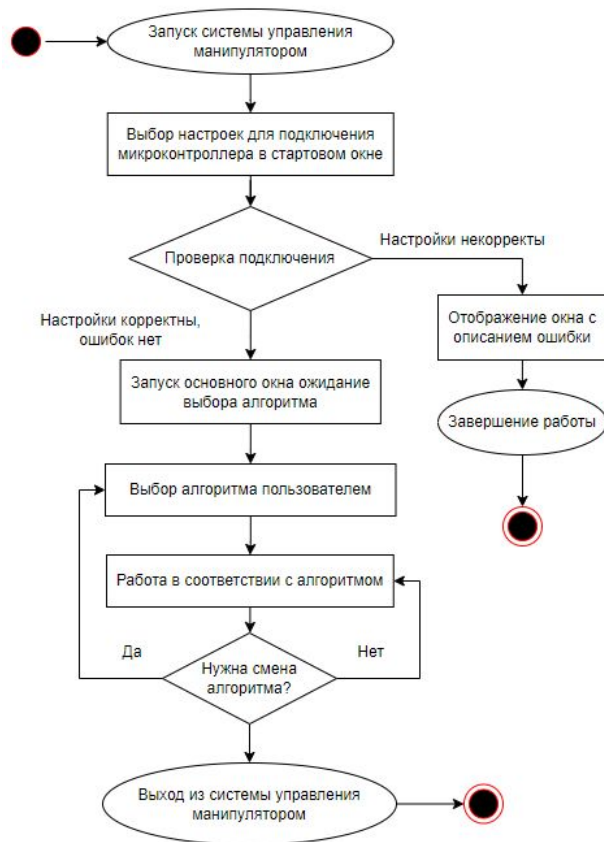 Запуск системы управления
манипулятором
Выбор настроек для подключения
микроконтроллера в стартовом окне
Проверка подключения
Настройки некорректы
Настройки корректны,
ошибок нет
Отображение окна с
описанием ошибки
Запуск основного окна ожидание
выбора алгоритма
Завершение работы
Выбор алгоритма пользователем
Работа в соответствии с алгоритмом
Да
Нет
Нужна смена
алгоритма?
Выход из системы управления
манипулятором